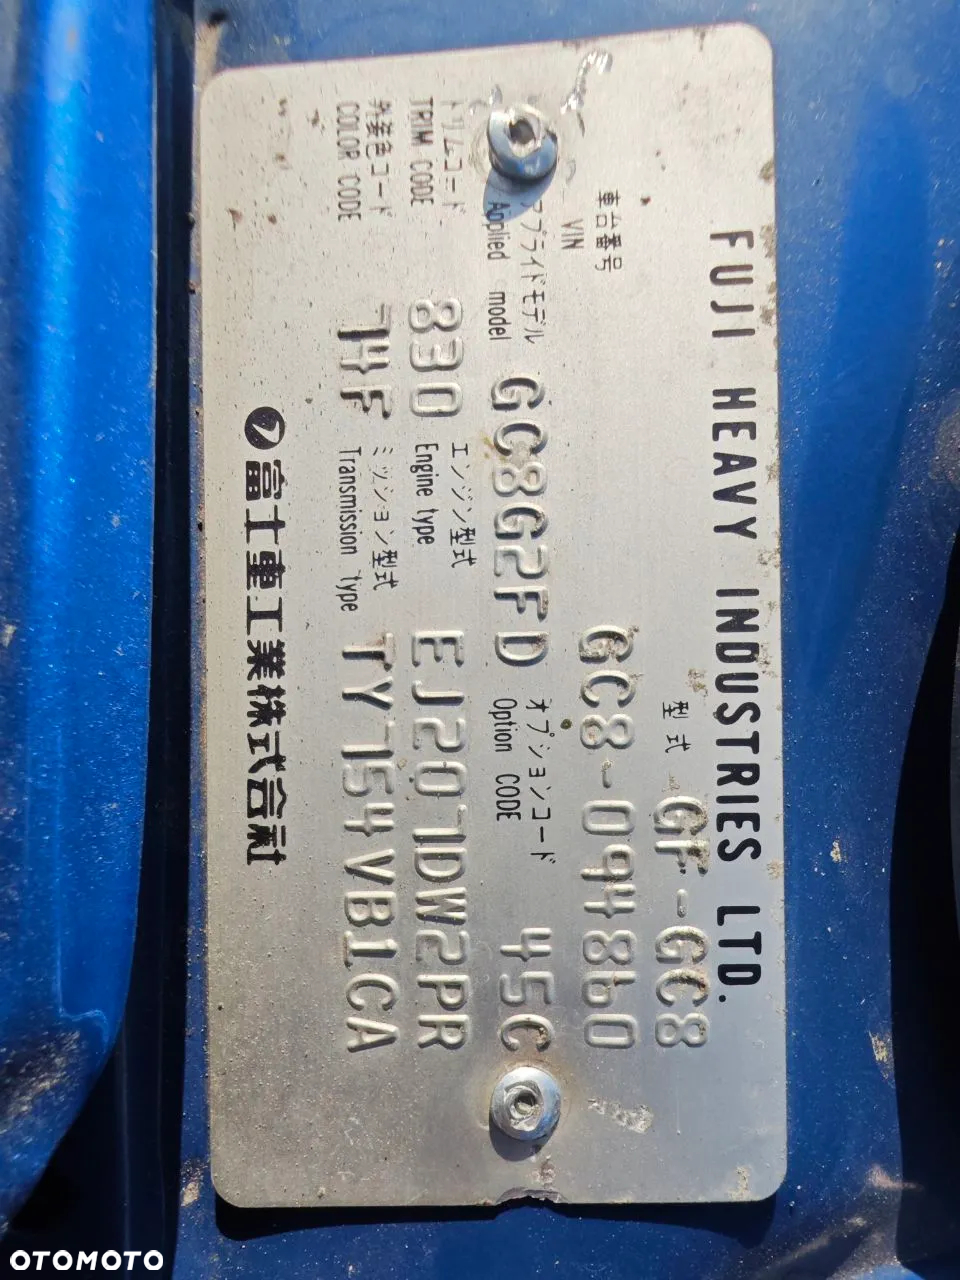 FUJI HEAVY INDUSTRIES LTD.
型式 GF-GC8
車台番号
VIN
GC8-094860
アプライドモデル
Applied model
GC8G2FD
オプションコード
Option CODE
45C
トリムコード
TRIM CODE
830
エンジン型式
Engine type
EJ207DW2PR
外装色コード
COLOR CODE
74F
ミッション型式
Transmission type
TY754VB1CA
富士重工業株式会社
OTOMOTO